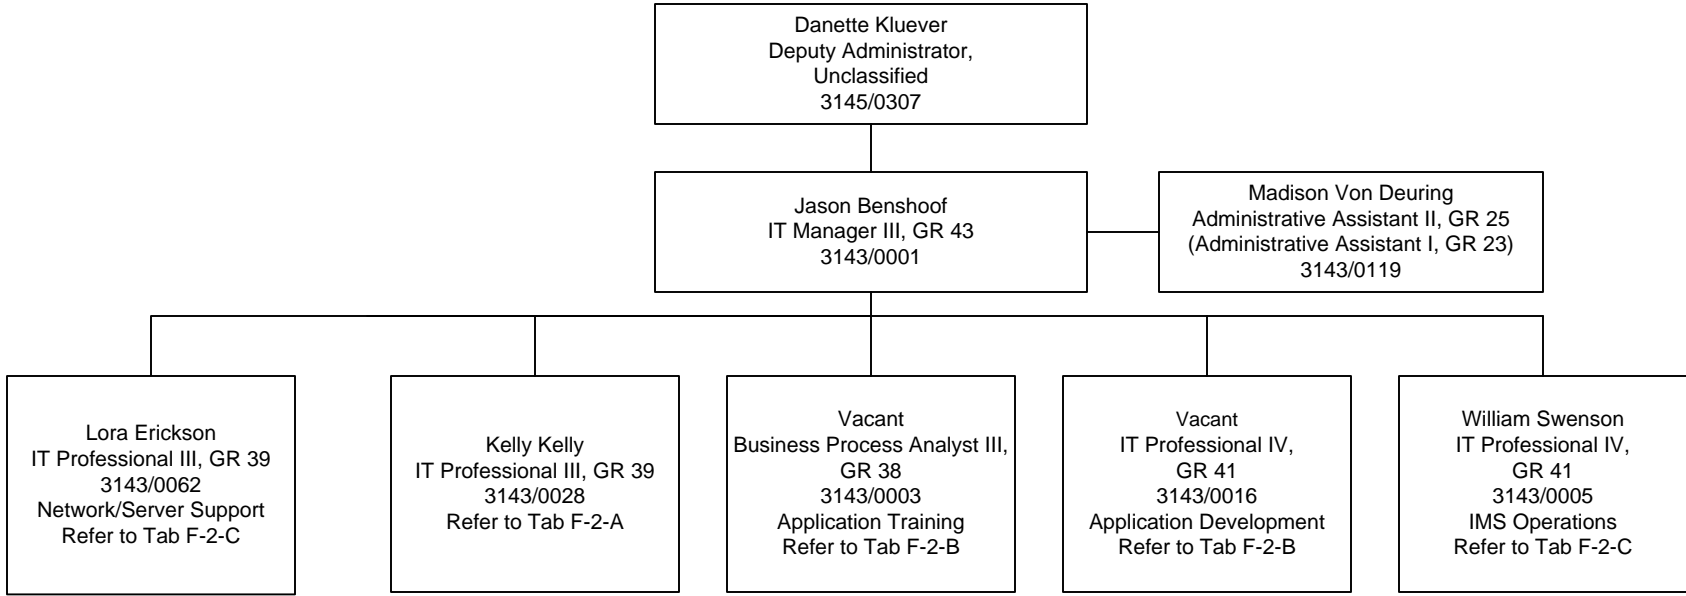 Danette Kluever
Deputy Administrator,
Unclassified
3145/0307
Jason Benshoof
IT Manager III, GR 43
3143/0001
Madison Von Deuring
Administrative Assistant II, GR 25
(Administrative Assistant I, GR 23)
3143/0119
Lora Erickson
IT Professional III, GR 39
3143/0062
Network/Server Support
Refer to Tab F-2-C
Kelly Kelly
IT Professional III, GR 39
3143/0028
Refer to Tab F-2-A
Vacant
Business Process Analyst III,
GR 38
3143/0003
Application Training
Refer to Tab F-2-B
Vacant
IT Professional IV,
GR 41
3143/0016
Application Development
Refer to Tab F-2-B
William Swenson
IT Professional IV,
GR 41
3143/0005
IMS Operations
Refer to Tab F-2-C